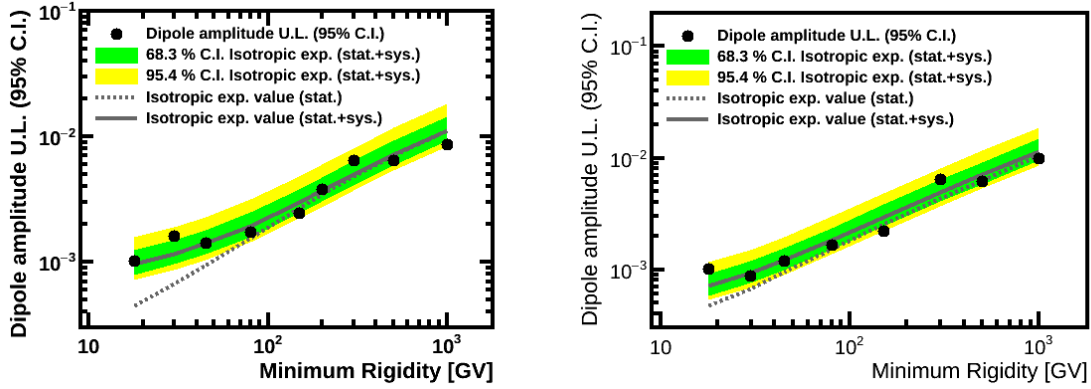 Dipole amplitude U.L. (95% C.I.)
10⁻¹
10⁻²
10⁻³
Dipole amplitude U.L. (95% C.I.)
68.3 % C.I. Isotropic exp. (stat.+sys.)
95.4 % C.I. Isotropic exp. (stat.+sys.)
Isotropic exp. value (stat.)
Isotropic exp. value (stat.+sys.)
10
10²
10³
Minimum Rigidity [GV]
Dipole amplitude U.L. (95% C.I.)
10⁻¹
10⁻²
10⁻³
Dipole amplitude U.L. (95% C.I.)
68.3 % C.I. Isotropic exp. (stat.+sys.)
95.4 % C.I. Isotropic exp. (stat.+sys.)
Isotropic exp. value (stat.)
Isotropic exp. value (stat.+sys.)
10
10²
10³
Minimum Rigidity [GV]